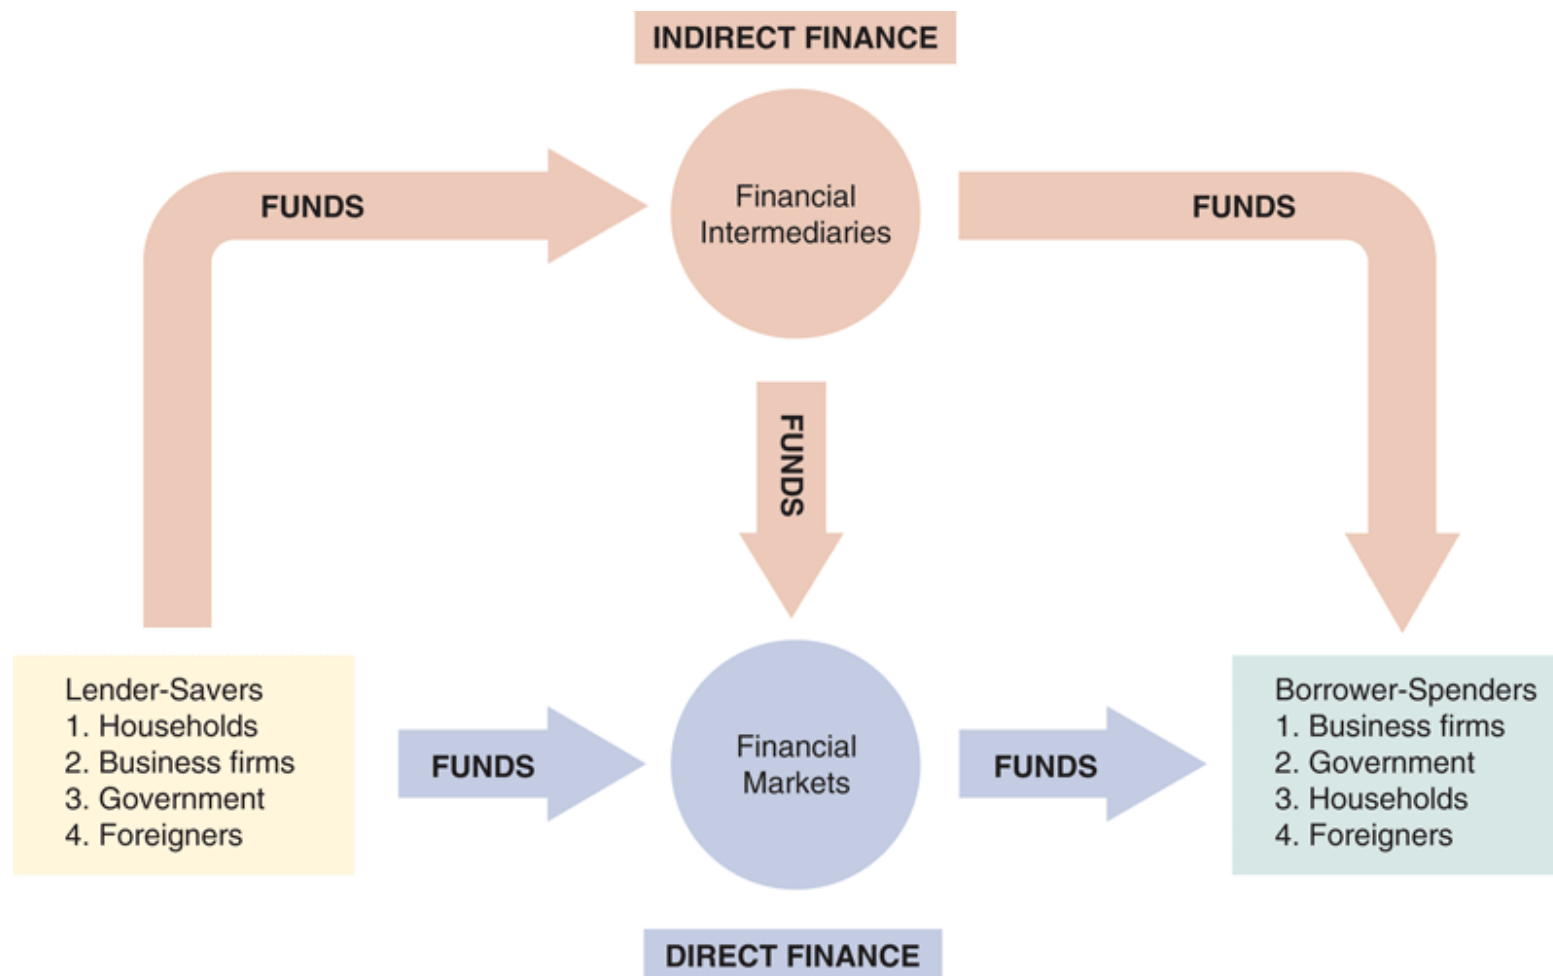 INDIRECT FINANCE
Financial
Intermediaries
FUNDS
FUNDS
FUNDS
Lender-Savers
1. Households
2. Business firms
3. Government
4. Foreigners
FUNDS
Financial
Markets
FUNDS
Borrower-Spenders
1. Business firms
2. Government
3. Households
4. Foreigners
DIRECT FINANCE